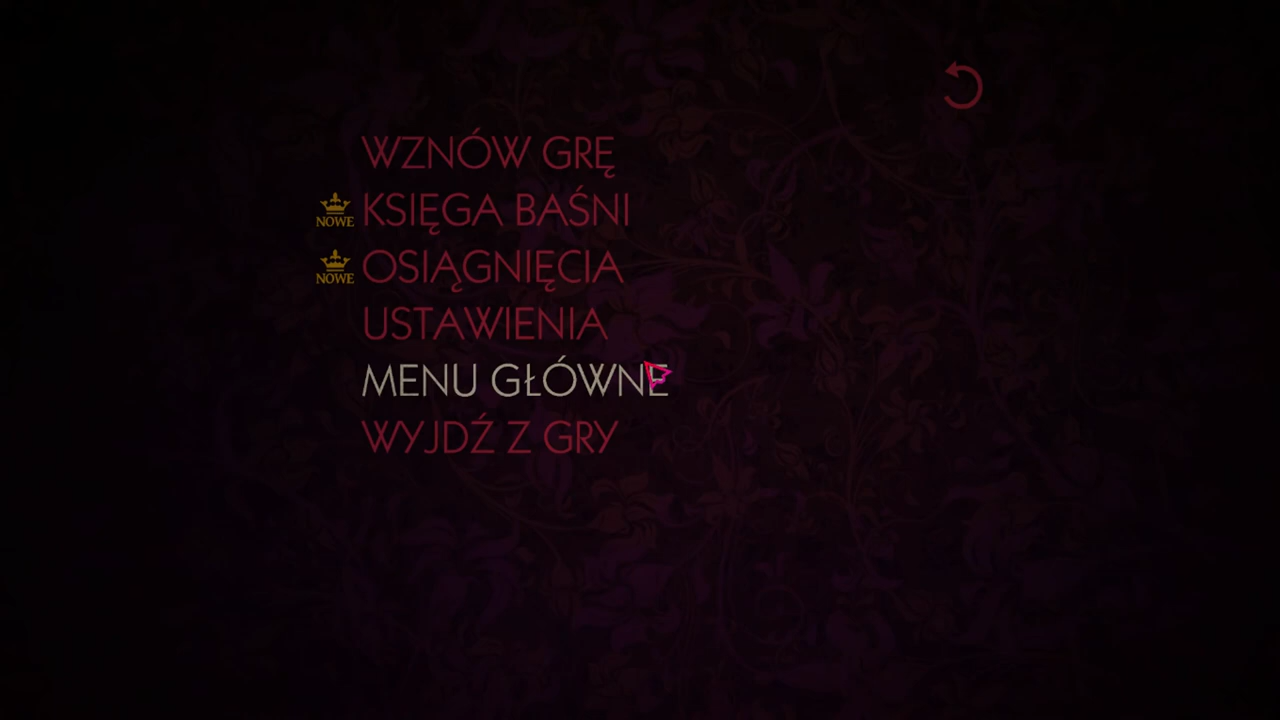 WZNÓW GRĘ
NOWE KSIĘGA BAŚNI
NOWE OSIĄGNIĘCIA
USTAWIENIA
MENU GŁÓWNE
WYJDŹ Z GRY